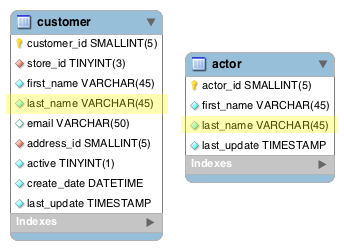 customer
customer_id SMALLINT(5)
store_id TINYINT(3)
first_name VARCHAR(45)
last_name VARCHAR(45)
email VARCHAR(50)
address_id SMALLINT(5)
active TINYINT(1)
create_date DATETIME
last_update TIMESTAMP
Indexes
actor
actor_id SMALLINT(5)
first_name VARCHAR(45)
last_name VARCHAR(45)
last_update TIMESTAMP
Indexes